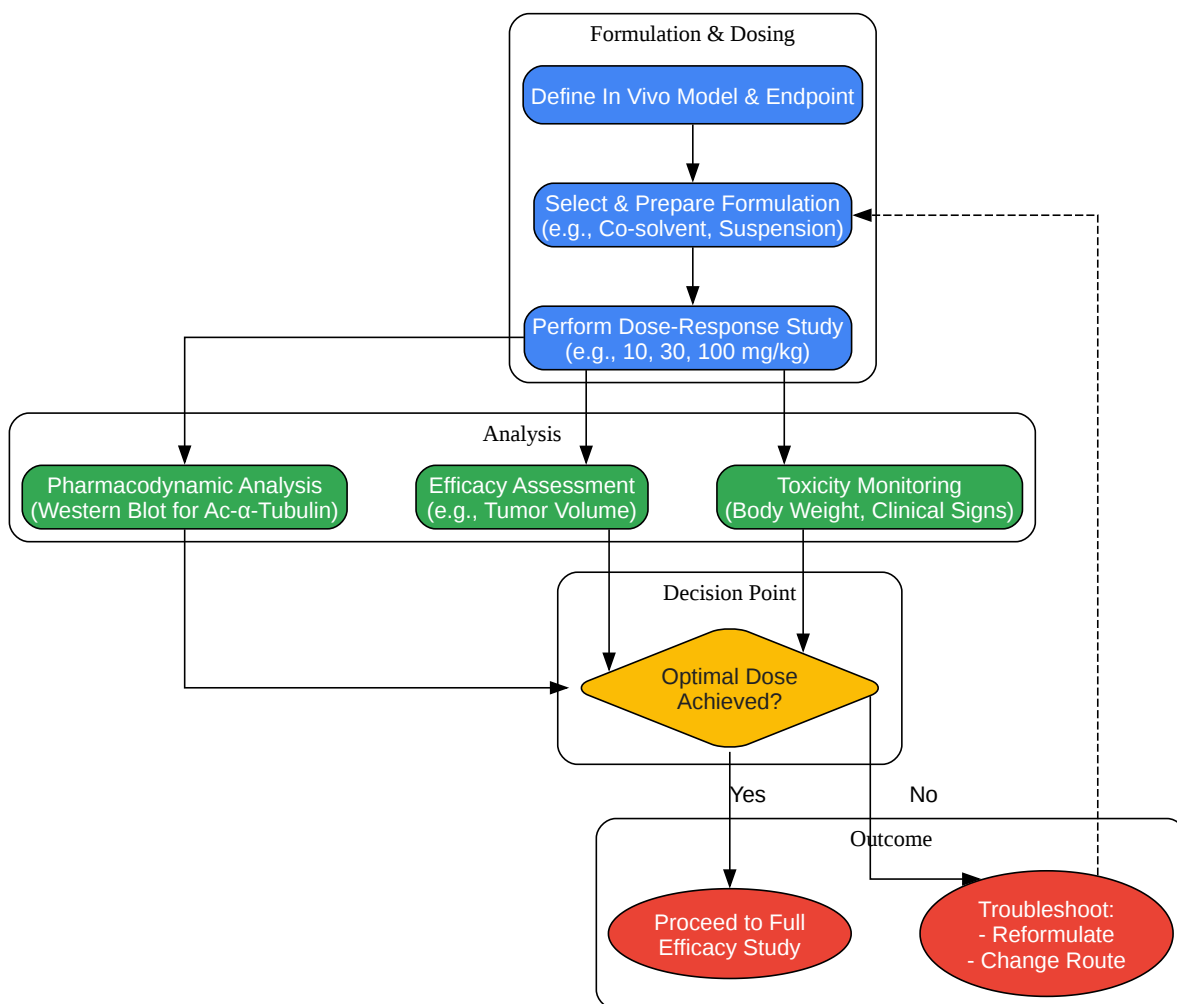 Formulation & Dosing
Define In Vivo Model & Endpoint
Select & Prepare Formulation
(e.g., Co-solvent, Suspension)
Perform Dose-Response Study
(e.g., 10, 30, 100 mg/kg)
Analysis
Pharmacodynamic Analysis
(Western Blot for Ac-α-Tubulin)
Efficacy Assessment
(e.g., Tumor Volume)
Toxicity Monitoring
(Body Weight, Clinical Signs)
Decision Point
Optimal Dose
Achieved?
Yes
No
Outcome
Proceed to Full
Efficacy Study
Troubleshoot:
- Reformulate
- Change Route